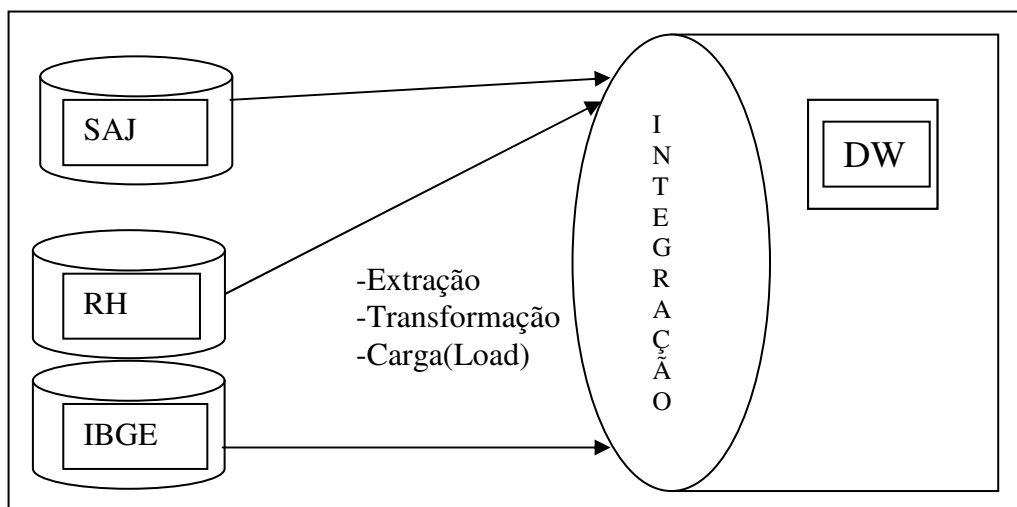 SAJ
RH
IBGE
-Extração
-Transformação
-Carga(Load)
I
N
T
E
G
R
A
Ç
Ã
O
DW